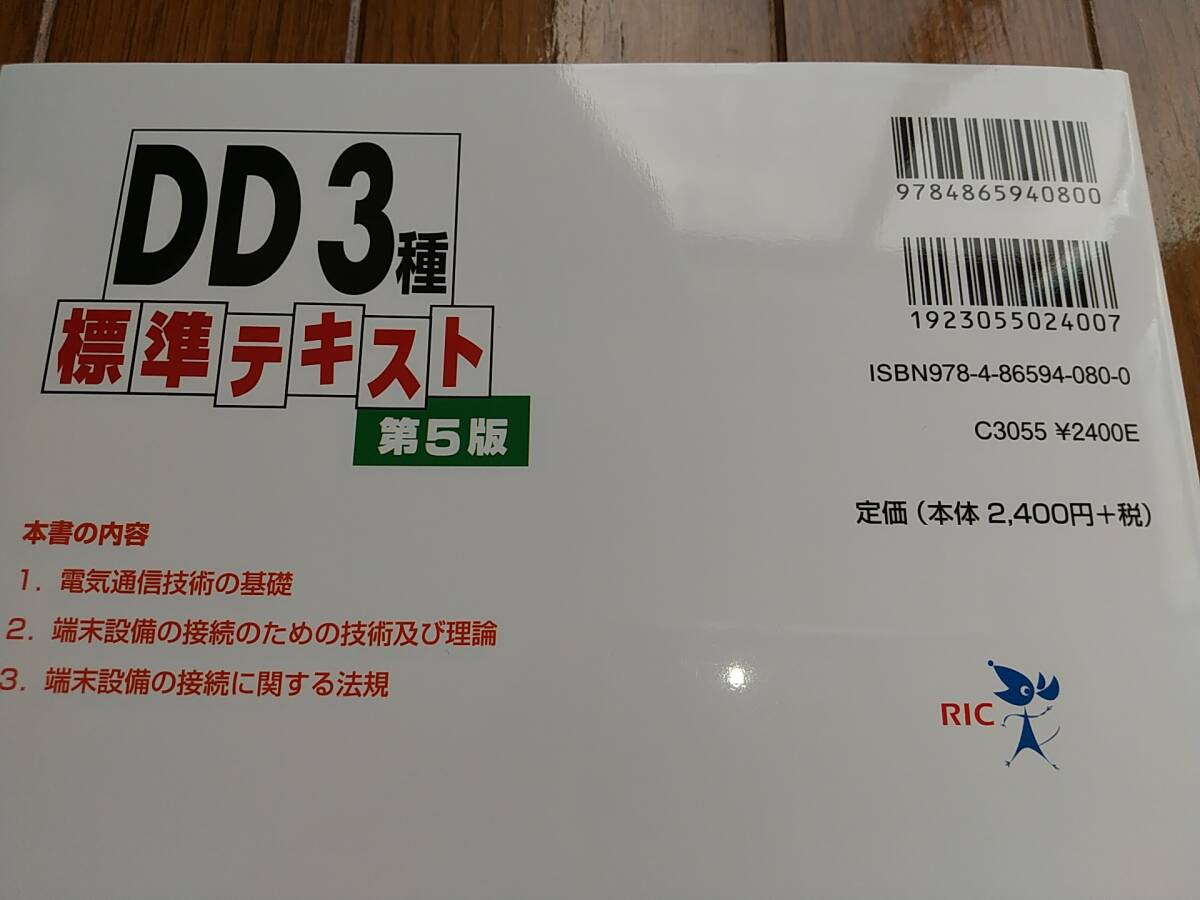 DD3種
標準テキスト
第5版
本書の内容
1. 電気通信技術の基礎
2. 端末設備の接続のための技術及び理論
3. 端末設備の接続に関する法規
9784865940800
1923055024007
ISBN978-4-86594-080-0
C3055 ¥2400E
定価（本体 2,400円＋税）
RIC